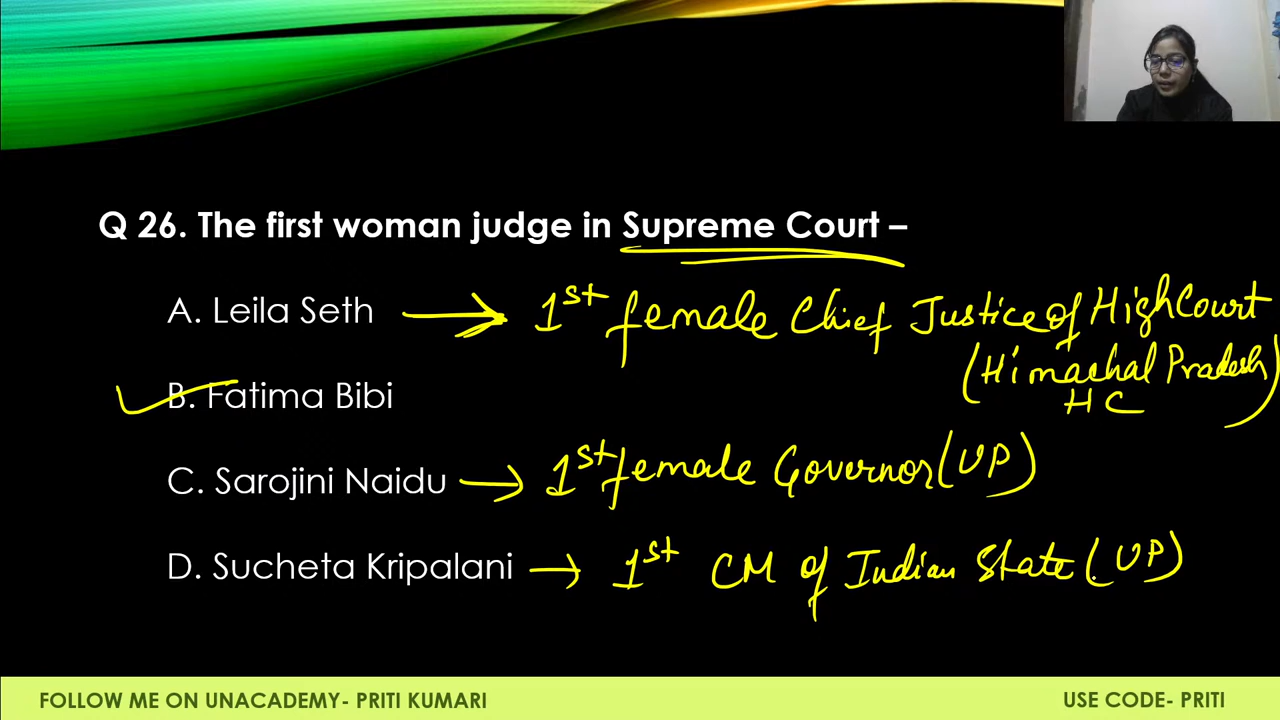 Q 26. The first woman judge in Supreme Court –
A. Leila Seth → 1st female Chief Justice of High Court
(Himachal Pradesh)
HC
B. Fatima Bibi
C. Sarojini Naidu → 1st female Governor (UP)
D. Sucheta Kripalani → 1st CM of Indian State (UP)
FOLLOW ME ON UNACADEMY- PRITI KUMARI USE CODE- PRITI